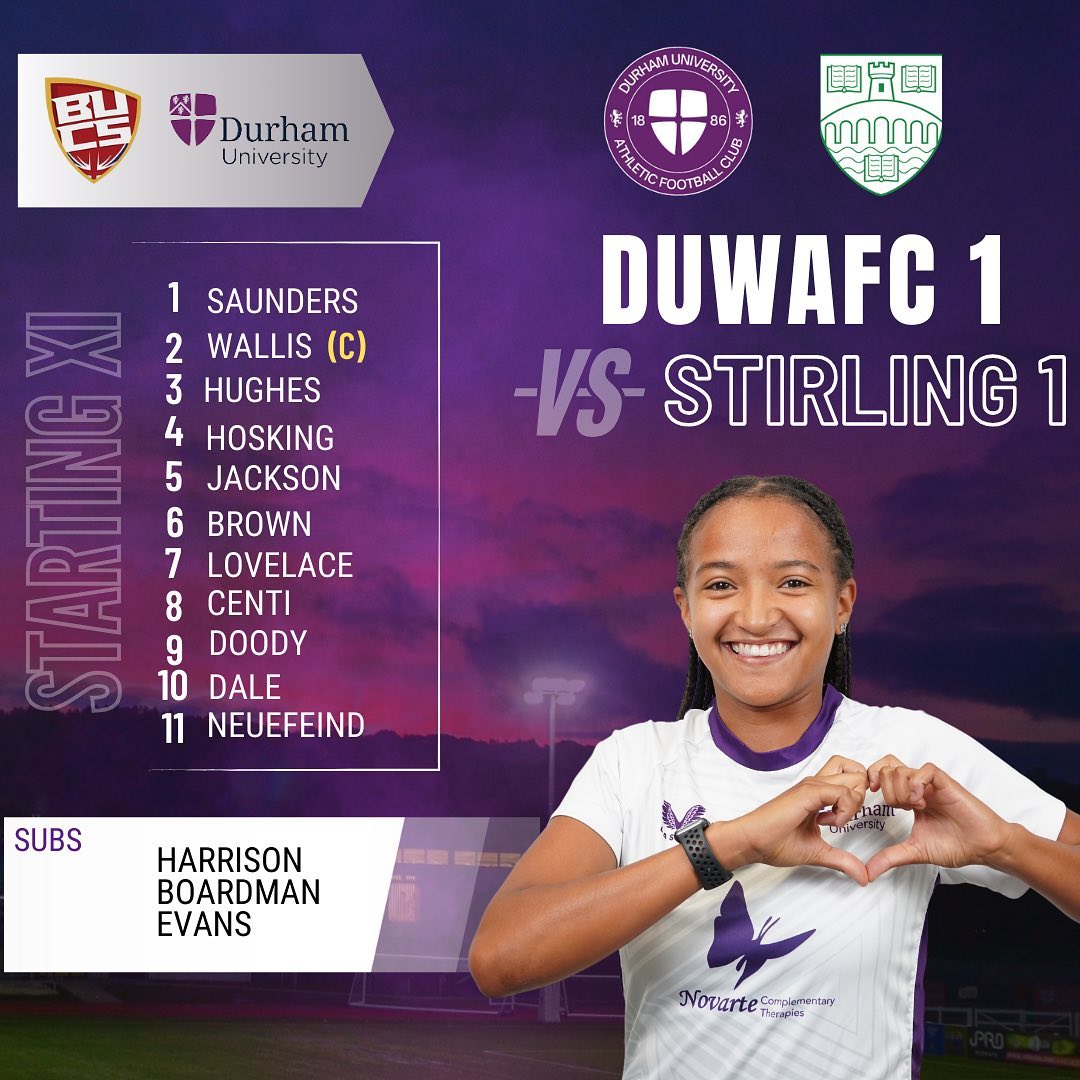 BUCS
Durham
University
DURHAM UNIVERSITY
18 86
ATHLETIC FOOTBALL CLUB
DUWAFC 1
-VS- STIRLING 1
STARTING XI
1 SAUNDERS
2 WALLIS (C)
3 HUGHES
4 HOSKING
5 JACKSON
6 BROWN
7 LOVELACE
8 CENTI
9 DOODY
10 DALE
11 NEUEFEIND
SUBS
HARRISON
BOARDMAN
EVANS
University
Novarte Complementary
Therapies
PRO